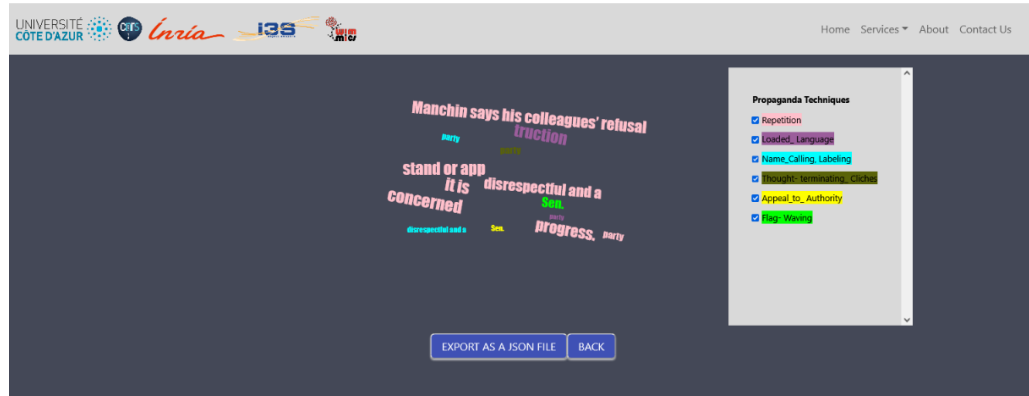 UNIVERSITÉ
CÔTE D'AZUR
cnrs
Inria
I3S
wimmics
Home Services About Contact Us
Manchin says his colleagues' refusal
party
truction
party
stand or app
it is
disrespectful and a
concerned
Sen.
party
disrespectful and a
Sen.
progress,
party
Propaganda Techniques
Repetition
Loaded_ Language
Name_Calling, Labeling
Thought- terminating_ Cliches
Appeal_to_ Authority
Flag- Waving
EXPORT AS A JSON FILE
BACK